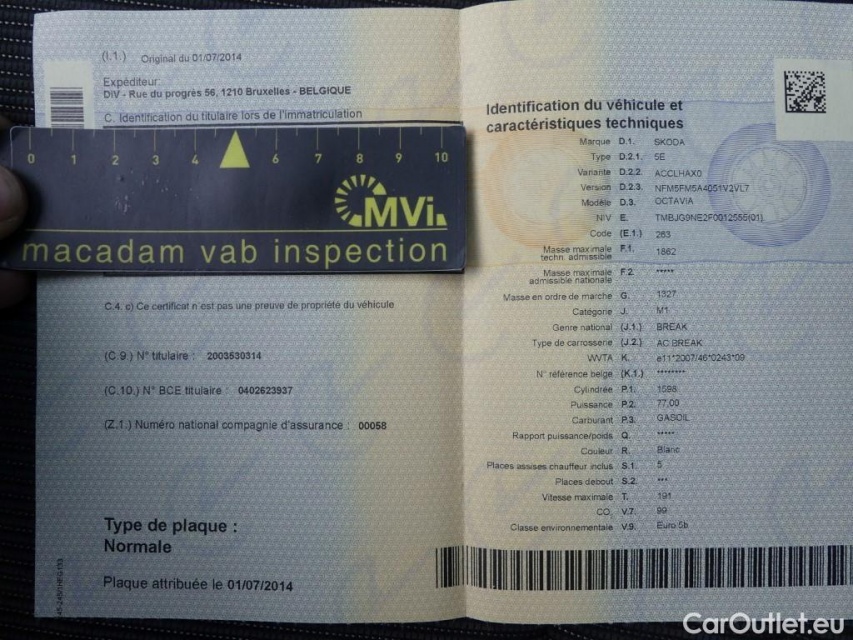 (I.1.) Original du 01/07/2014
Expéditeur:
DIV - Rue du progrès 56, 1210 Bruxelles - BELGIQUE
C. Identification du titulaire lors de l'immatriculation
0 1 2 3 4 6 7 8 9 10
MVi.
macadam vab inspection
C.4. c) Ce certificat n'est pas une preuve de propriété du véhicule
(C.9.) N° titulaire : 2003530314
(C.10.) N° BCE titulaire : 0402623937
(Z.1.) Numéro national compagnie d'assurance : 00058
Type de plaque :
Normale
Plaque attribuée le 01/07/2014
Identification du véhicule et
caractéristiques techniques
Marque D.1. SKODA
Type D.2.1. 5E
Variante D.2.2. ACCLHAX0
Version D.2.3. NFM5FM5A4051V2VL7
Modèle D.3. OCTAVIA
NIV E. TMBJG9NE2F0012555(01)
Code (E.1.) 263
Masse maximale
techn. admissible F.1. 1862
Masse maximale
admissible nationale F.2. *****
Masse en ordre de marche G. 1327
Catégorie J. M1
Genre national (J.1.) BREAK
Type de carrosserie (J.2.) AC BREAK
WVTA K. e11*2007/46*0243*09
N° référence belge (K.1.) ********
Cylindrée P.1. 1598
Puissance P.2. 77,00
Carburant P.3. GASOIL
Rapport puissance/poids Q. *****
Couleur R. Blanc
Places assises chauffeur inclus S.1. 5
Places debout S.2. ***
Vitesse maximale T. 191
CO₂ V.7. 99
Classe environnementale V.9. Euro 5b
CarOutlet.eu